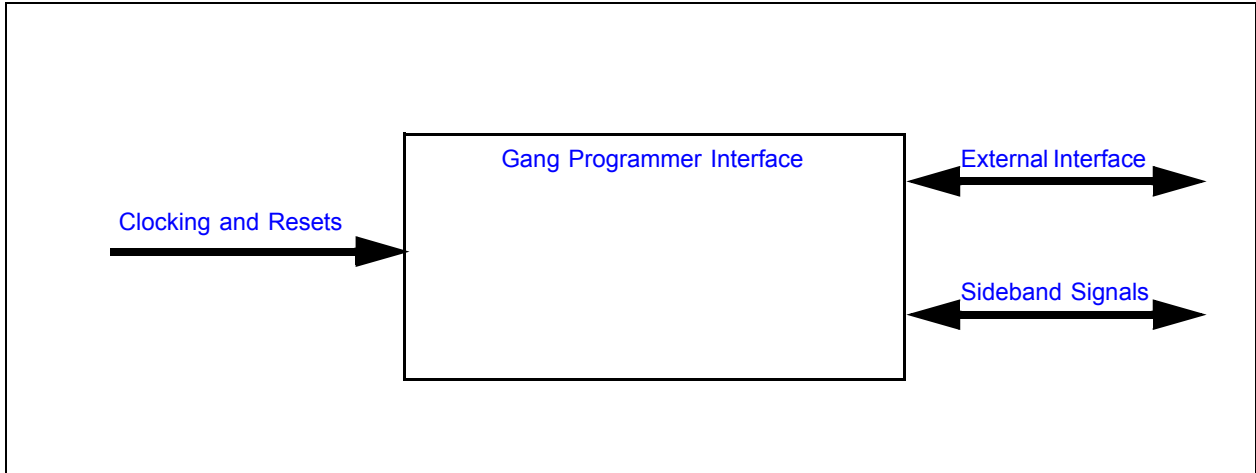 Gang Programmer Interface
External Interface
Clocking and Resets
Sideband Signals